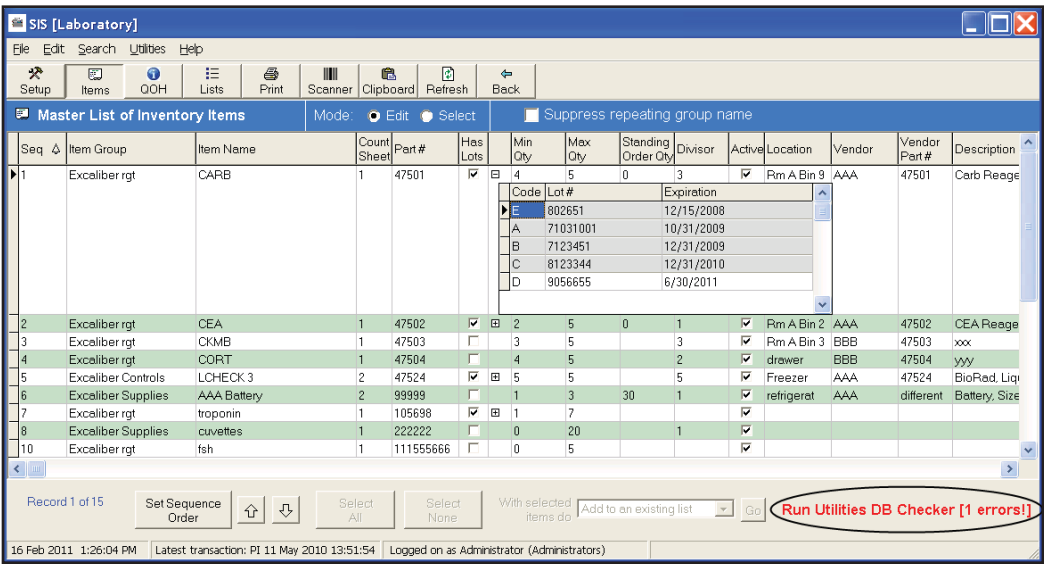 SIS [Laboratory]
File Edit Search Utilities Help
Setup Items QOH Lists Print Scanner Clipboard Refresh Back
Master List of Inventory Items Mode: Edit Select Suppress repeating group name
Seq Item Group Item Name Count Sheet Part # Has Lots Min Qty Max Qty Standing Order Qty Divisor Active Location Vendor Vendor Part # Description
1 Excaliber rgt CARB 1 47501 4 5 0 3 Rm A Bin 9 AAA 47501 Carb Reage
Code Lot # Expiration
E 802651 12/15/2008
A 71031001 10/31/2009
B 7123451 12/31/2009
C 8123344 12/31/2010
D 9056655 6/30/2011
2 Excaliber rgt CEA 1 47502 2 5 0 1 Rm A Bin 2 AAA 47502 CEA Reage
3 Excaliber rgt CKMB 1 47503 3 5 3 Rm A Bin 3 BBB 47503 xxx
4 Excaliber rgt CORT 1 47504 4 5 2 drawer BBB 47504 yyy
5 Excaliber Controls LCHECK 3 2 47524 5 5 5 Freezer AAA 47524 BioRad, Liqu
6 Excaliber Supplies AAA Battery 2 99999 1 3 30 1 refrigerat AAA different Battery, Size
7 Excaliber rgt troponin 1 105698 1 7
8 Excaliber Supplies cuvettes 1 222222 0 20 1
10 Excaliber rgt fsh 1 111555666 0 5
Record 1 of 15 Set Sequence Order Select All Select None With selected items do Add to an existing list Go Run Utilities DB Checker [1 errors!]
16 Feb 2011 1:26:04 PM Latest transaction: PI 11 May 2010 13:51:54 Logged on as Administrator (Administrators)